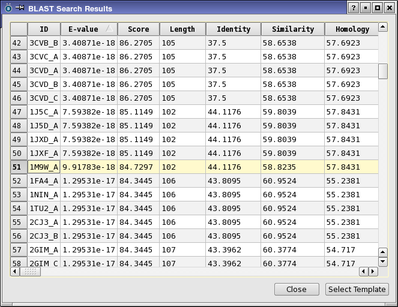 BLAST Search Results
ID E-value Score Length Identity Similarity Homology
42 3CVB_B 3.40871e-18 86.2705 105 37.5 58.6538 57.6923
43 3CVC_A 3.40871e-18 86.2705 105 37.5 58.6538 57.6923
44 3CVD_A 3.40871e-18 86.2705 105 37.5 58.6538 57.6923
45 3CVD_B 3.40871e-18 86.2705 105 37.5 58.6538 57.6923
46 3CVD_C 3.40871e-18 86.2705 105 37.5 58.6538 57.6923
47 1J5C_A 7.59382e-18 85.1149 102 44.1176 59.8039 57.8431
48 1J5D_A 7.59382e-18 85.1149 102 44.1176 59.8039 57.8431
49 1JXD_A 7.59382e-18 85.1149 102 44.1176 59.8039 57.8431
50 1JXF_A 7.59382e-18 85.1149 102 44.1176 59.8039 57.8431
51 1M9W_A 9.91783e-18 84.7297 102 44.1176 58.8235 57.8431
52 1FA4_A 1.29531e-17 84.3445 106 43.8095 60.9524 55.2381
53 1NIN_A 1.29531e-17 84.3445 106 43.8095 60.9524 55.2381
54 1TU2_A 1.29531e-17 84.3445 106 43.8095 60.9524 55.2381
55 2CJ3_A 1.29531e-17 84.3445 106 43.8095 60.9524 55.2381
56 2CJ3_B 1.29531e-17 84.3445 106 43.8095 60.9524 55.2381
57 2GIM_A 1.29531e-17 84.3445 107 43.3962 60.3774 54.717
58 2GIM_C 1.29531e-17 84.3445 107 43.3962 60.3774 54.717
Close Select Template